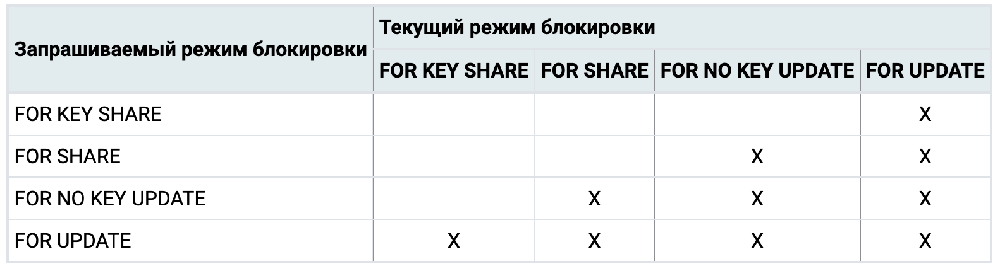 Запрашиваемый режим блокировки Текущий режим блокировки
FOR KEY SHARE FOR SHARE FOR NO KEY UPDATE FOR UPDATE
FOR KEY SHARE X
FOR SHARE X X
FOR NO KEY UPDATE X X X
FOR UPDATE X X X X